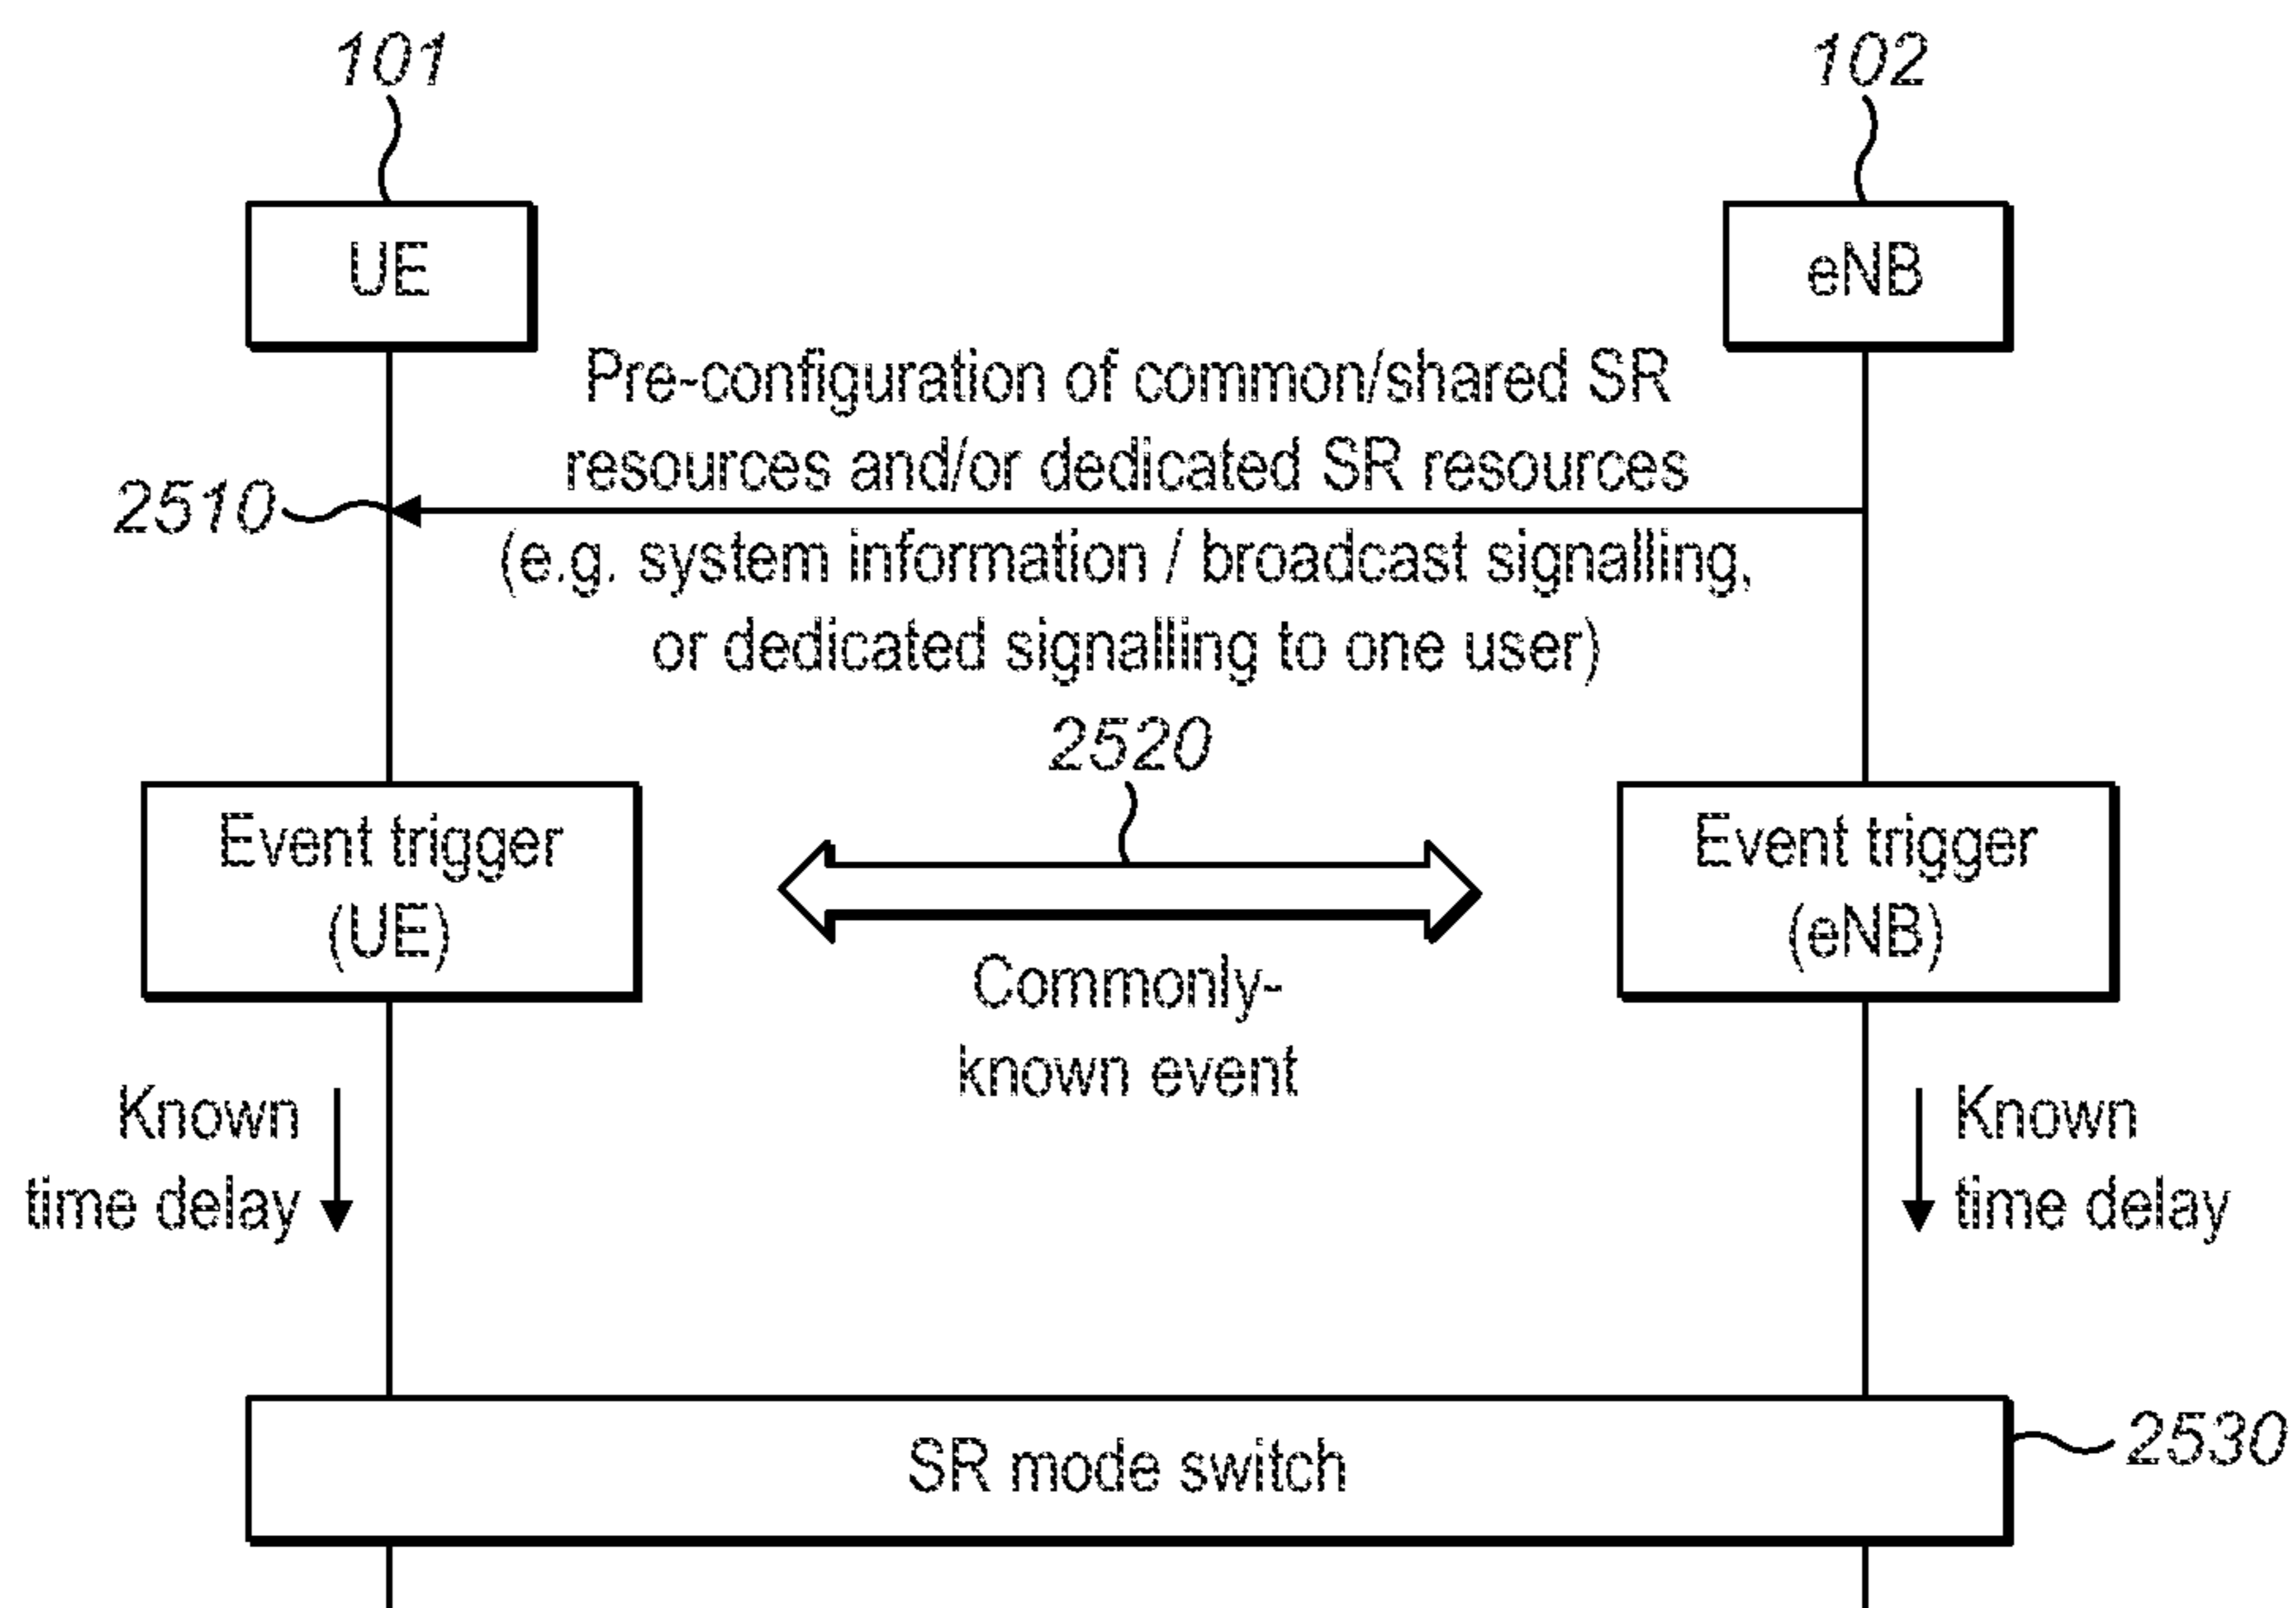 101
102
UE
eNB
Pre-configuration of common/shared SR
resources and/or dedicated SR resources
2510
(e.g. system information / broadcast signalling,
or dedicated signalling to one user)
2520
Event trigger
(UE)
Event trigger
(eNB)
Commonly-
known event
Known
time delay
Known
time delay
SR mode switch
2530